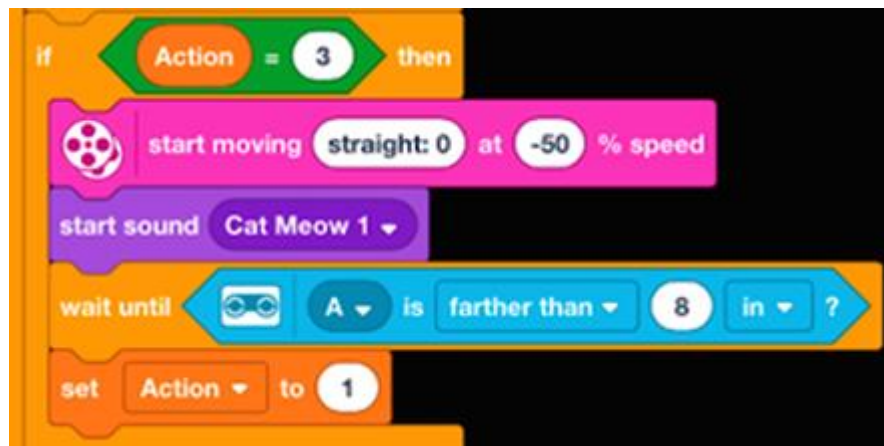 if Action = 3 then
start moving straight: 0 at -50 % speed
start sound Cat Meow 1
wait until A is farther than 8 in ?
set Action to 1